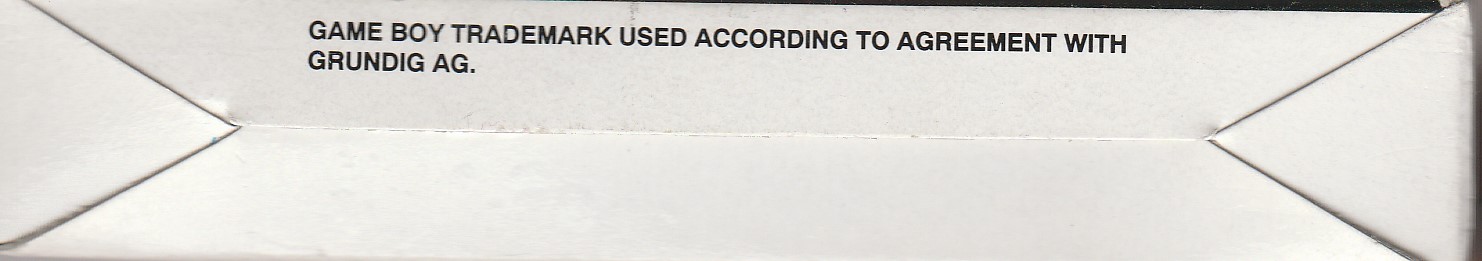 GAME BOY TRADEMARK USED ACCORDING TO AGREEMENT WITH
GRUNDIG AG.